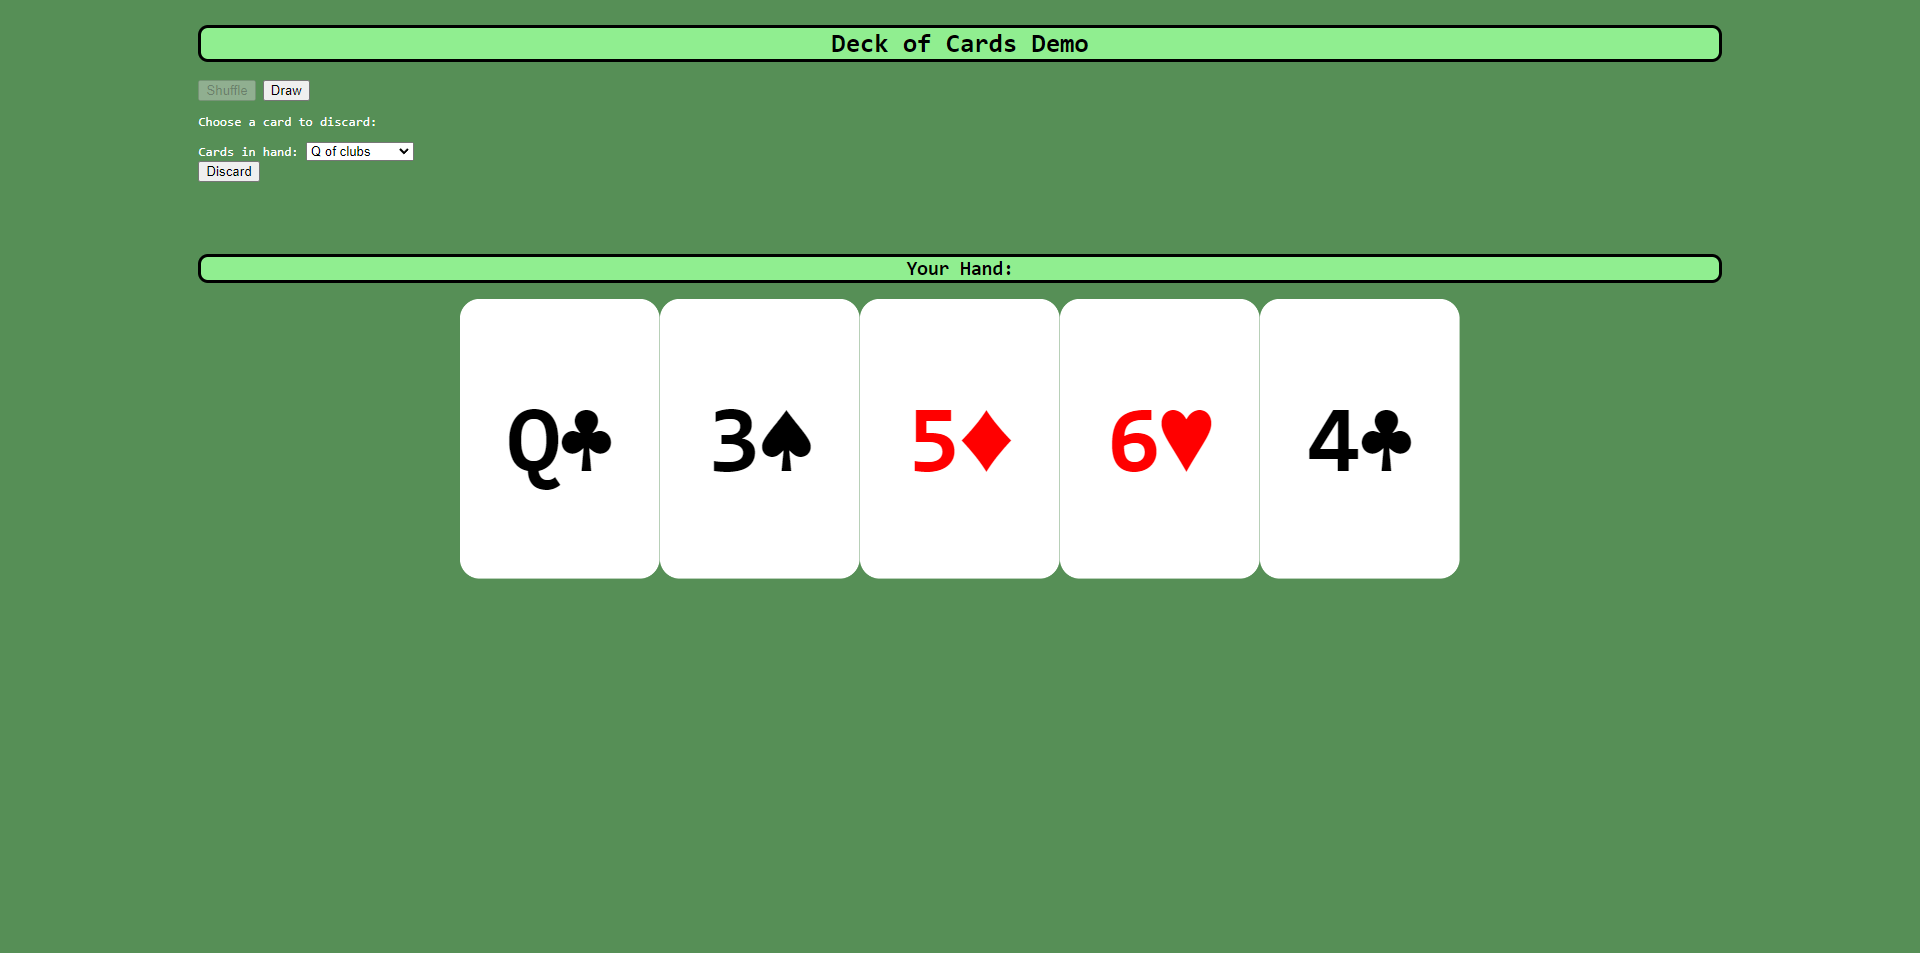 Deck of Cards Demo
Shuffle Draw
Choose a card to discard:
Cards in hand: Q of clubs
Discard
Your Hand:
Q♣ 3♠ 5♦ 6♥ 4♣